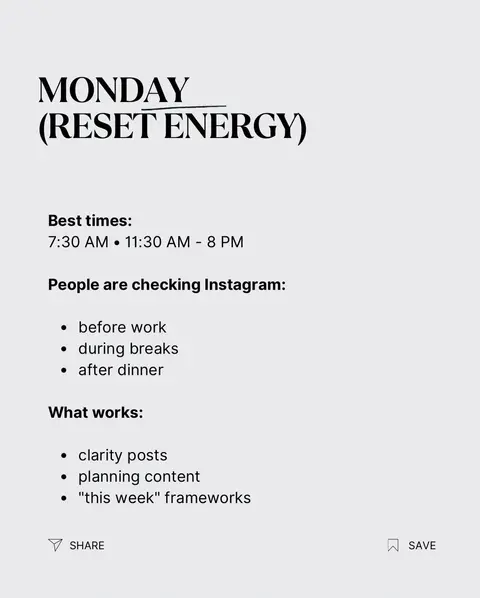 MONDAY
(RESET ENERGY)
Best times:
7:30 AM • 11:30 AM - 8 PM
People are checking Instagram:
• before work
• during breaks
• after dinner
What works:
• clarity posts
• planning content
• "this week" frameworks
SHARE
SAVE